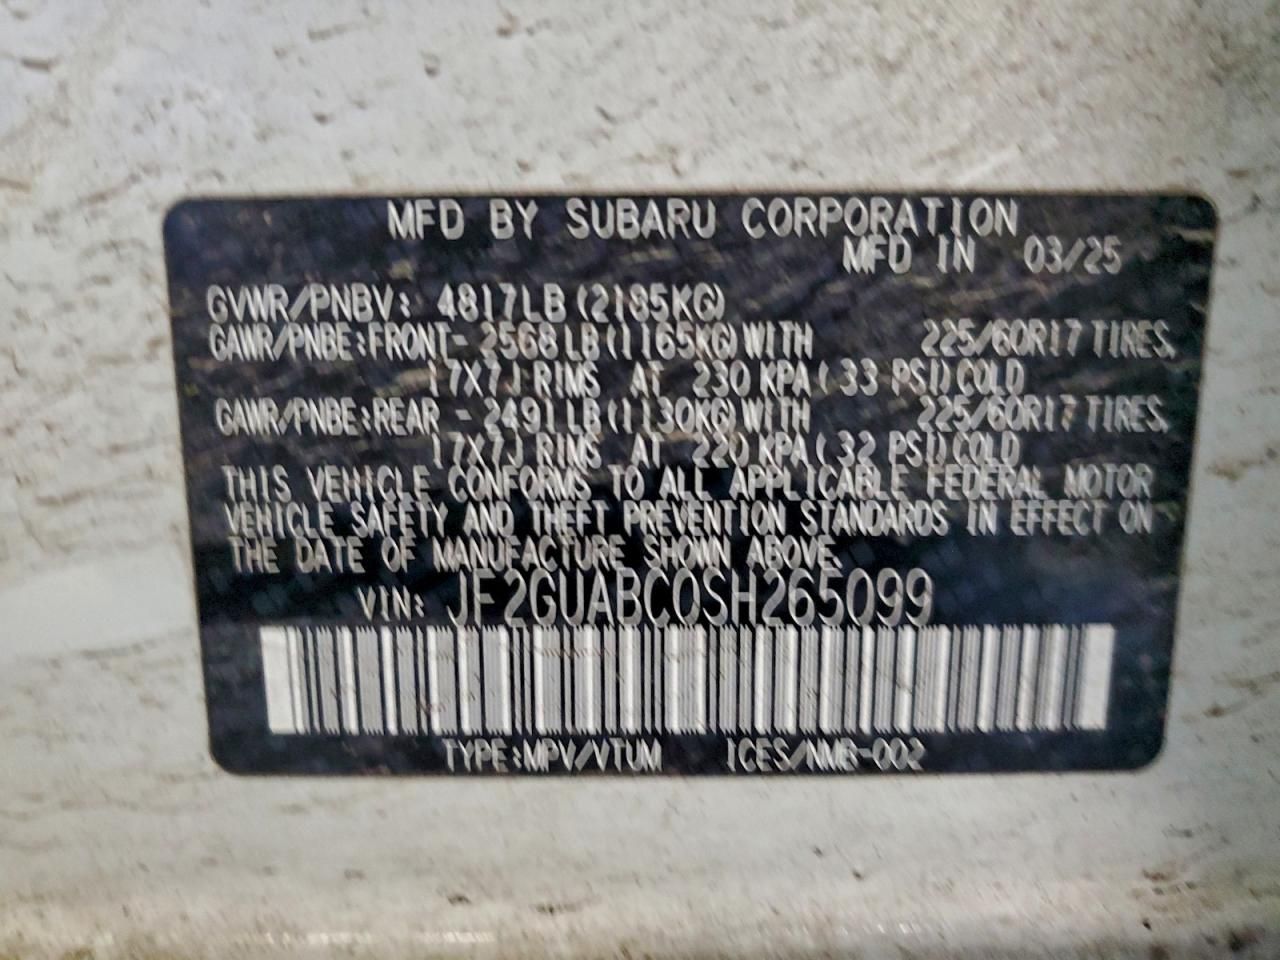 MFD BY SUBARU CORPORATION
MFD IN 03/25
GVWR/PNBV: 4817LB (2185KG)
GAWR/PNBE:FRONT- 2568LB(1165KG)WITH 225/60R17 TIRES,
17X7J RIMS AT 230 KPA( 33 PSI)COLD
GAWR/PNBE:REAR - 2491LB(1130KG)WITH 225/60R17 TIRES,
17X7J RIMS AT 220 KPA( 32 PSI)COLD
THIS VEHICLE CONFORMS TO ALL APPLICABLE FEDERAL MOTOR
VEHICLE SAFETY AND THEFT PREVENTION STANDARDS IN EFFECT ON
THE DATE OF MANUFACTURE SHOWN ABOVE.
VIN: JF2GUABC0SH265099
TYPE:MPV/VTUM ICES/NMB-002